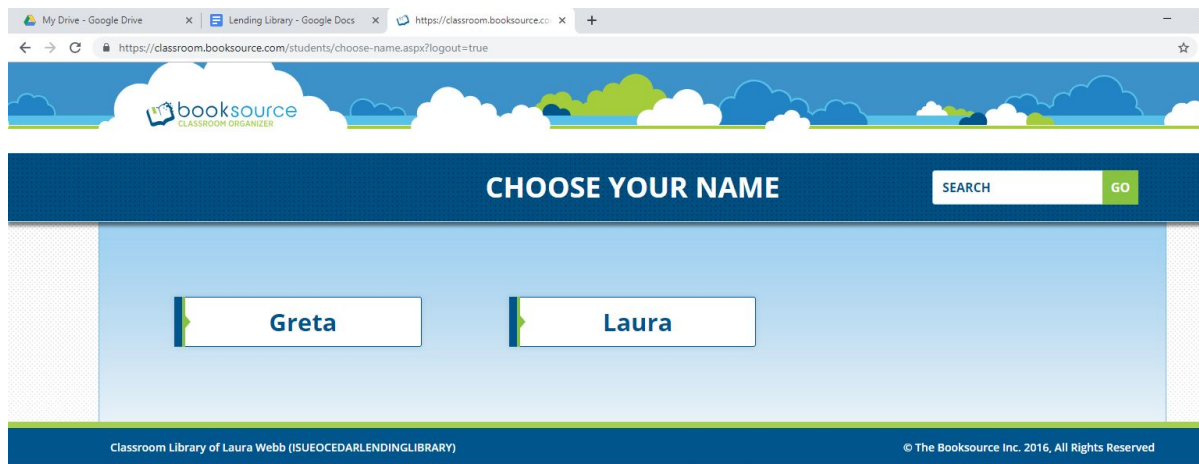 My Drive - Google Drive
Lending Library - Google Docs
https://classroom.booksource.co
https://classroom.booksource.com/students/choose-name.aspx?logout=true
booksource
CLASSROOM ORGANIZER
CHOOSE YOUR NAME
SEARCH
GO
Greta
Laura
Classroom Library of Laura Webb (ISUEOCEDARLENDINGLIBRARY)
© The Booksource Inc. 2016, All Rights Reserved